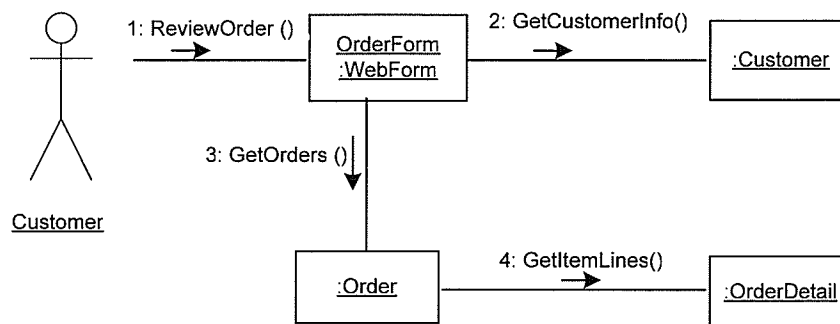 1: ReviewOrder ()
OrderForm
:WebForm
2: GetCustomerInfo()
:Customer
3: GetOrders ()
Customer
:Order
4: GetItemLines()
:OrderDetail